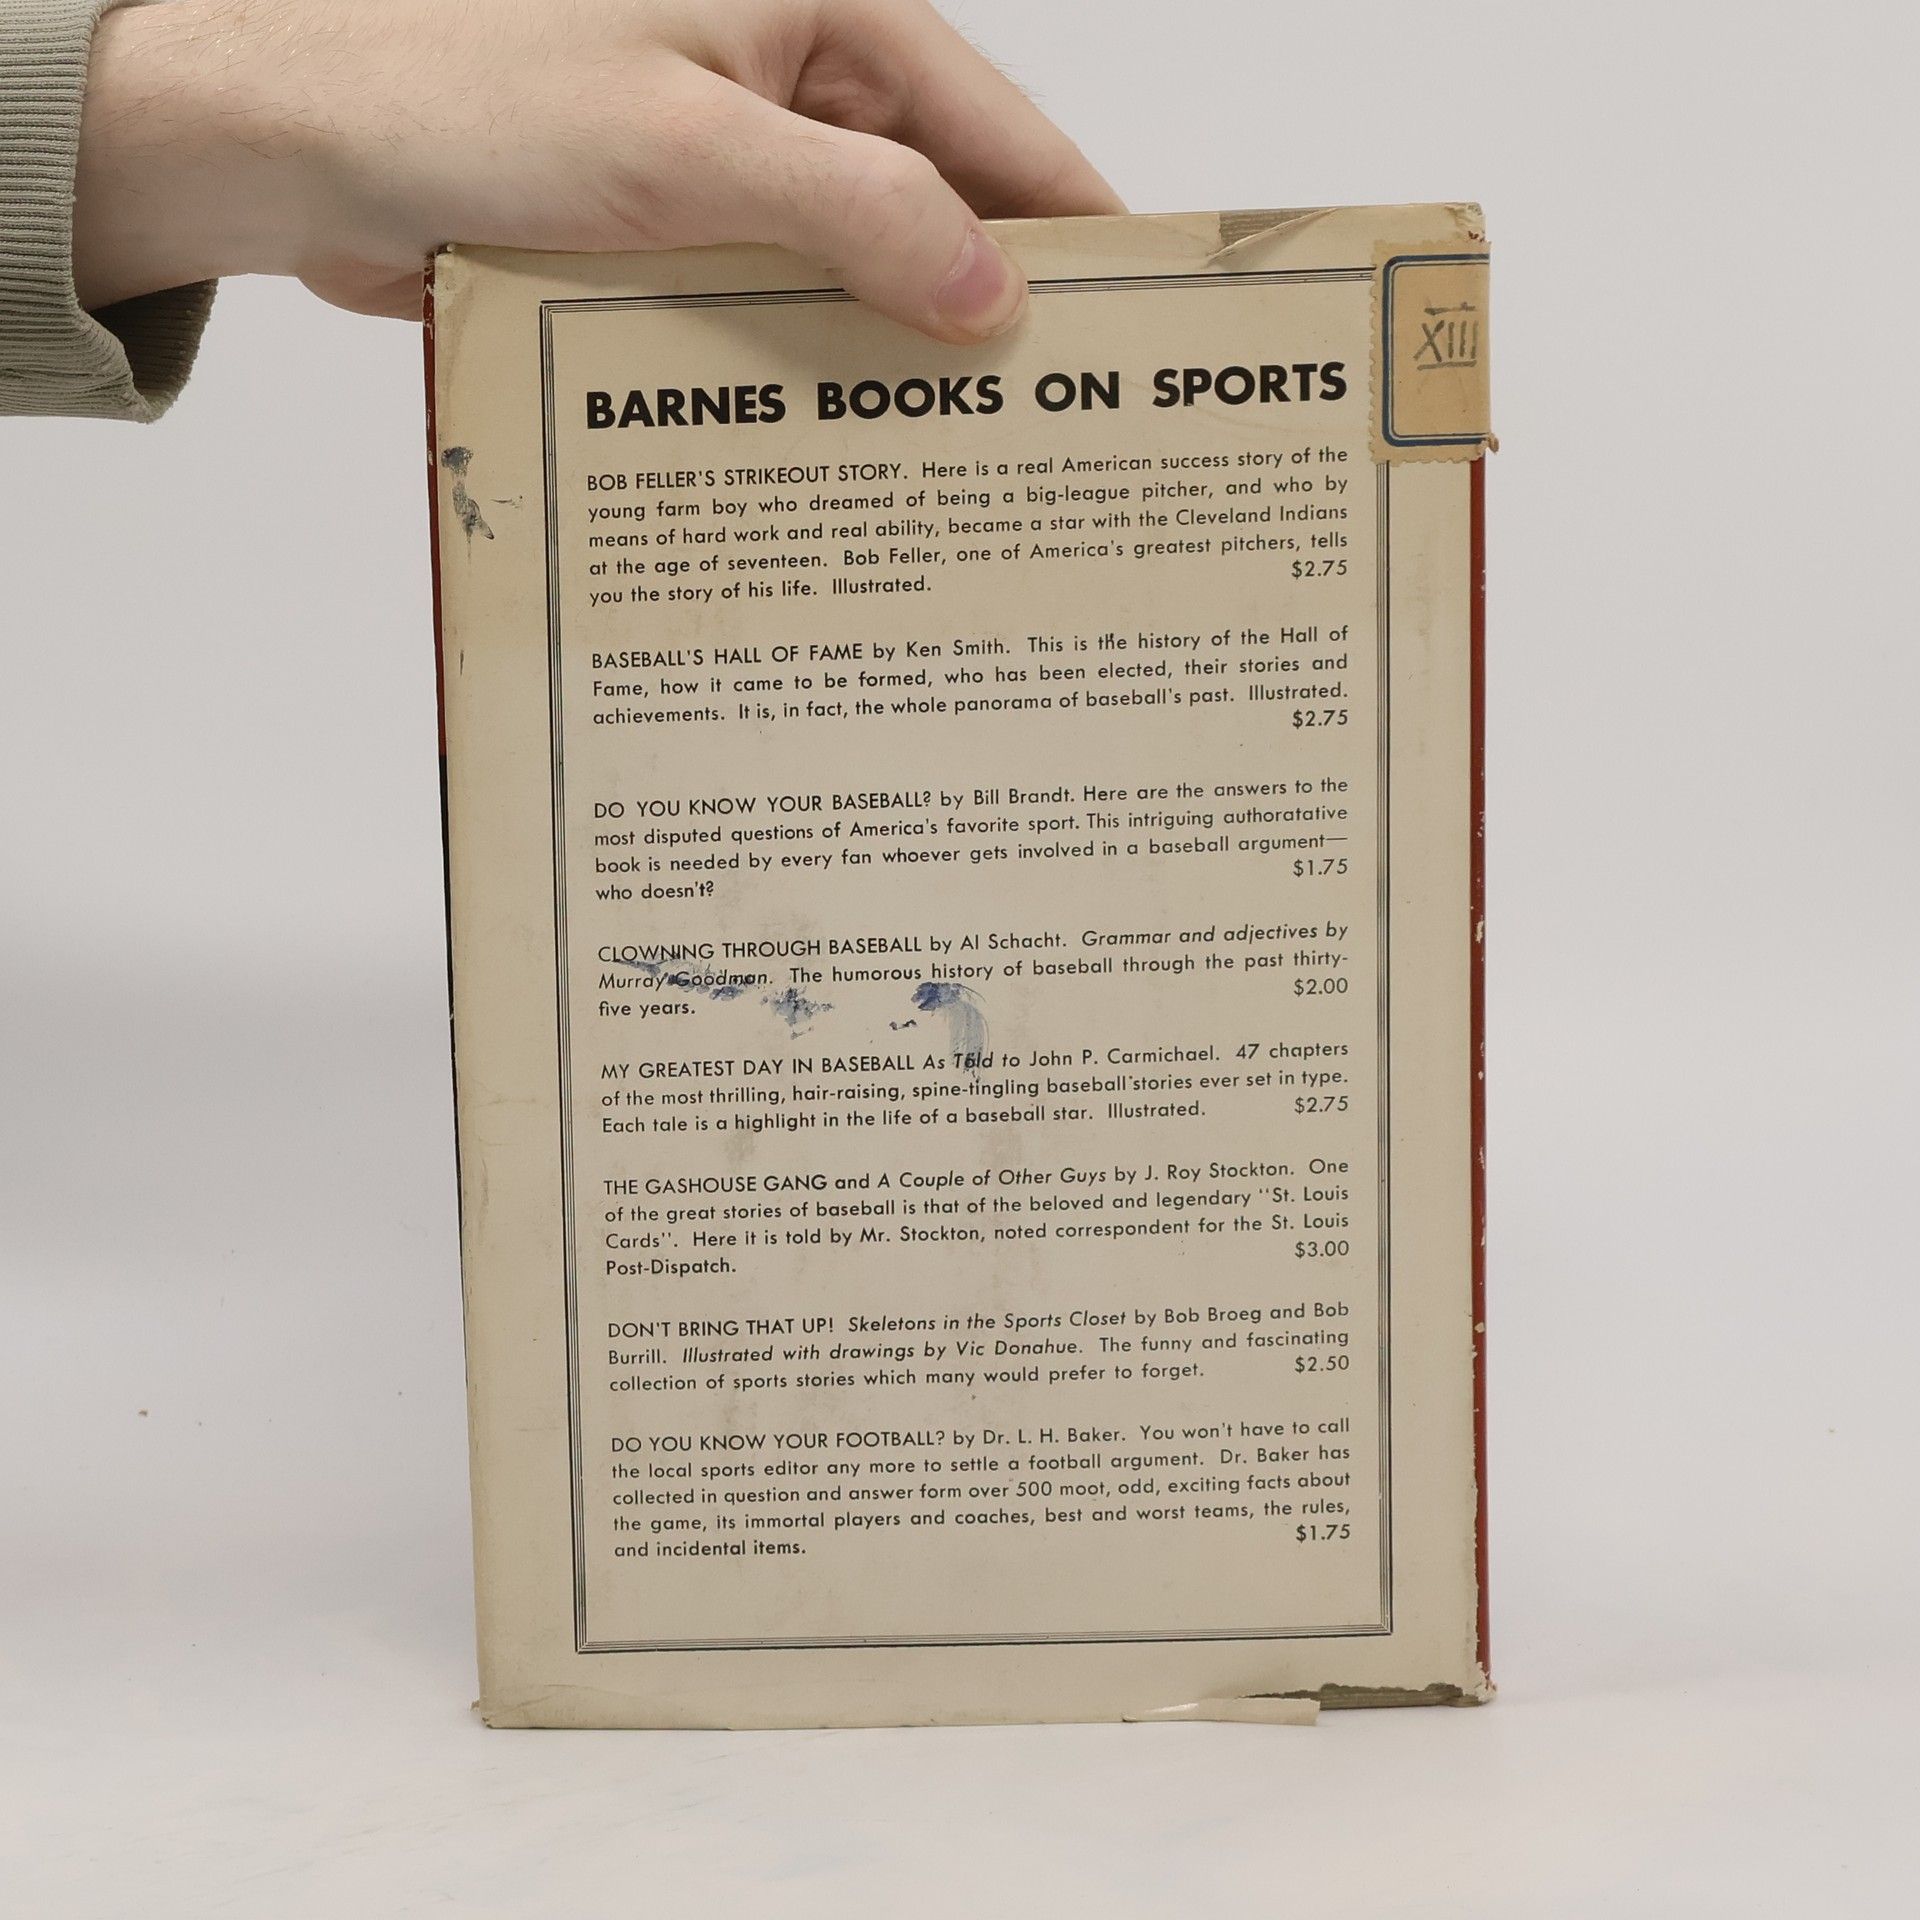 XIII
BARNES BOOKS ON SPORTS
BOB FELLER'S STRIKEOUT STORY. Here is a real American success story of the
young farm boy who dreamed of being a big-league pitcher, and who by
means of hard work and real ability, became a star with the Cleveland Indians
at the age of seventeen. Bob Feller, one of America's greatest pitchers, tells
you the story of his life. Illustrated. $2.75
BASEBALL'S HALL OF FAME by Ken Smith. This is the history of the Hall of
Fame, how it came to be formed, who has been elected, their stories and
achievements. It is, in fact, the whole panorama of baseball's past. Illustrated.
$2.75
DO YOU KNOW YOUR BASEBALL? by Bill Brandt. Here are the answers to the
most disputed questions of America's favorite sport. This intriguing authoratative
book is needed by every fan whoever gets involved in a baseball argument—
who doesn't? $1.75
CLOWNING THROUGH BASEBALL by Al Schacht. Grammar and adjectives by
Murray Goodman. The humorous history of baseball through the past thirty-
five years. $2.00
MY GREATEST DAY IN BASEBALL As Told to John P. Carmichael. 47 chapters
of the most thrilling, hair-raising, spine-tingling baseball stories ever set in type.
Each tale is a highlight in the life of a baseball star. Illustrated. $2.75
THE GASHOUSE GANG and A Couple of Other Guys by J. Roy Stockton. One
of the great stories of baseball is that of the beloved and legendary "St. Louis
Cards". Here it is told by Mr. Stockton, noted correspondent for the St. Louis
Post-Dispatch. $3.00
DON'T BRING THAT UP! Skeletons in the Sports Closet by Bob Broeg and Bob
Burrill. Illustrated with drawings by Vic Donahue. The funny and fascinating
collection of sports stories which many would prefer to forget. $2.50
DO YOU KNOW YOUR FOOTBALL? by Dr. L. H. Baker. You won't have to call
the local sports editor any more to settle a football argument. Dr. Baker has
collected in question and answer form over 500 moot, odd, exciting facts about
the game, its immortal players and coaches, best and worst teams, the rules,
and incidental items. $1.75